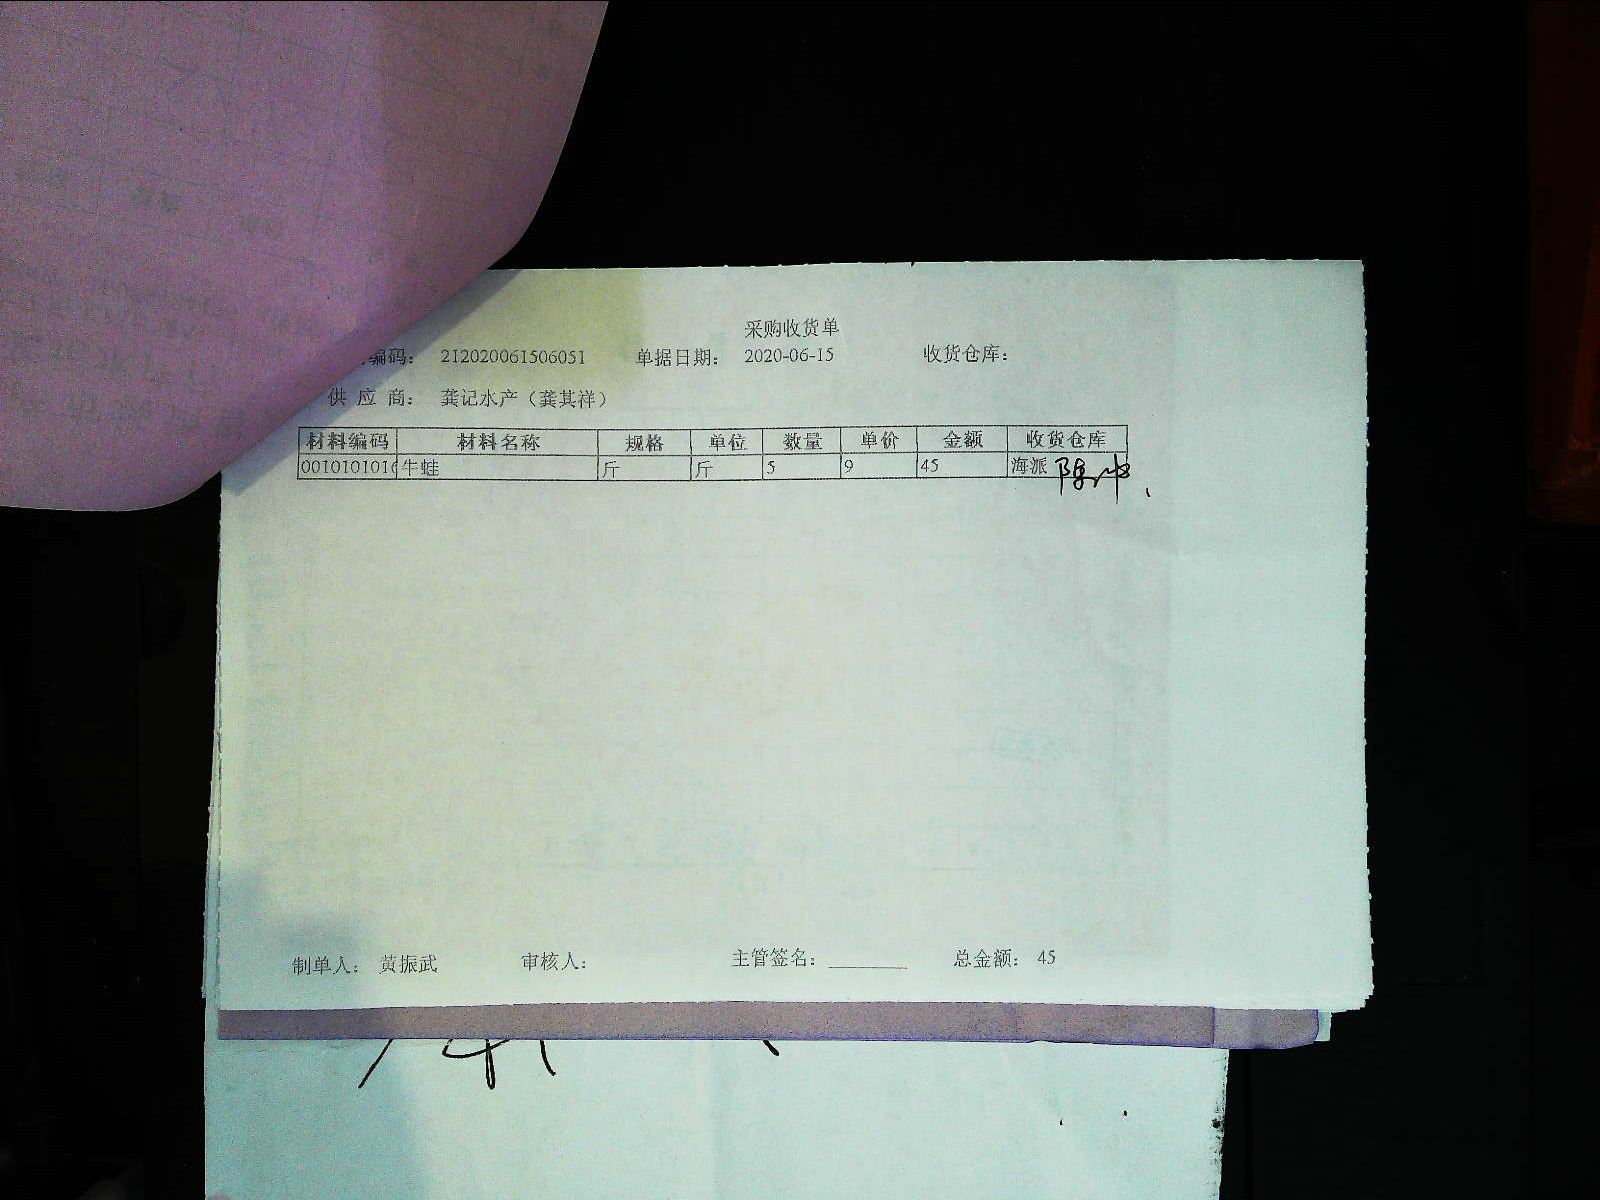 采购收货单
编码： 212020061506051 单据日期： 2020-06-15 收货仓库：
供 应 商： 龚记水产（龚其祥）
材料编码 材料名称 规格 单位 数量 单价 金额 收货仓库
001010101 牛蛙 斤 斤 5 9 45 海派
制单人： 黄振武 审核人： 主管签名： 总金额： 45